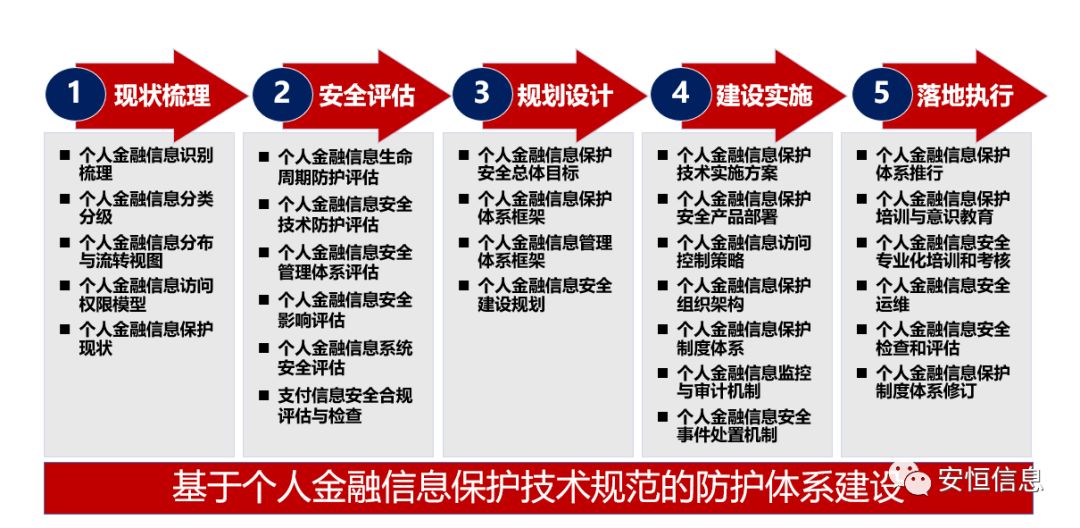 1 现状梳理
■ 个人金融信息识别
梳理
■ 个人金融信息分类
分级
■ 个人金融信息分布
与流转视图
■ 个人金融信息访问
权限模型
■ 个人金融信息保护
现状
2 安全评估
■ 个人金融信息生命
周期防护评估
■ 个人金融信息安全
技术防护评估
■ 个人金融信息安全
管理体系评估
■ 个人金融信息安全
影响评估
■ 个人金融信息系统
安全评估
■ 支付信息安全合规
评估与检查
3 规划设计
■ 个人金融信息保护
安全总体目标
■ 个人金融信息保护
体系框架
■ 个人金融信息管理
体系框架
■ 个人金融信息安全
建设规划
4 建设实施
■ 个人金融信息保护
技术实施方案
■ 个人金融信息保护
安全产品部署
■ 个人金融信息访问
控制策略
■ 个人金融信息保护
组织架构
■ 个人金融信息保护
制度体系
■ 个人金融信息监控
与审计机制
■ 个人金融信息安全
事件处置机制
5 落地执行
■ 个人金融信息保护
体系推行
■ 个人金融信息保护
培训与意识教育
■ 个人金融信息安全
专业化培训和考核
■ 个人金融信息安全
运维
■ 个人金融信息安全
检查和评估
■ 个人金融信息保护
制度体系修订
基于个人金融信息保护技术规范的防护体系建设
安恒信息